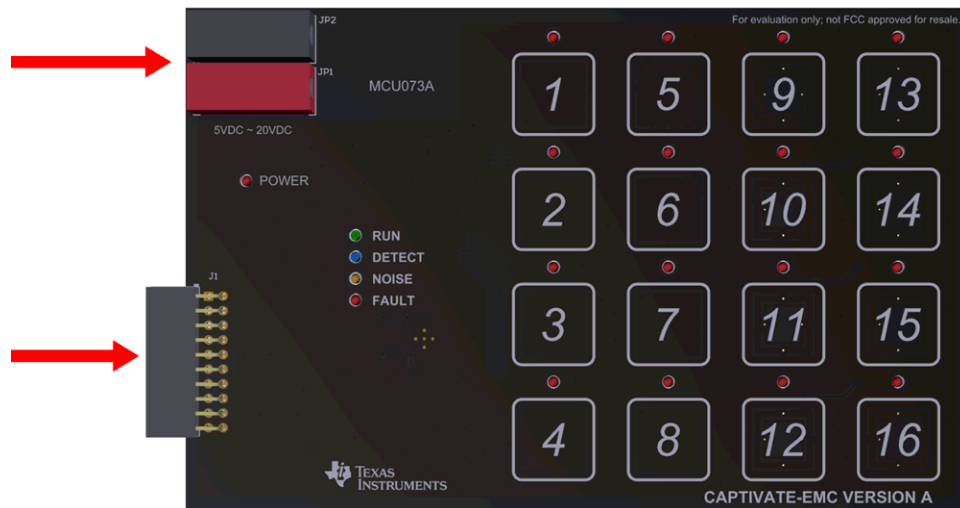 JP2
For evaluation only; not FCC approved for resale.
JP1
MCU073A
5VDC ~ 20VDC
POWER
RUN
DETECT
NOISE
FAULT
J1
1 5 9 13
2 6 10 14
3 7 11 15
4 8 12 16
TEXAS
INSTRUMENTS
CAPTIVATE-EMC VERSION A